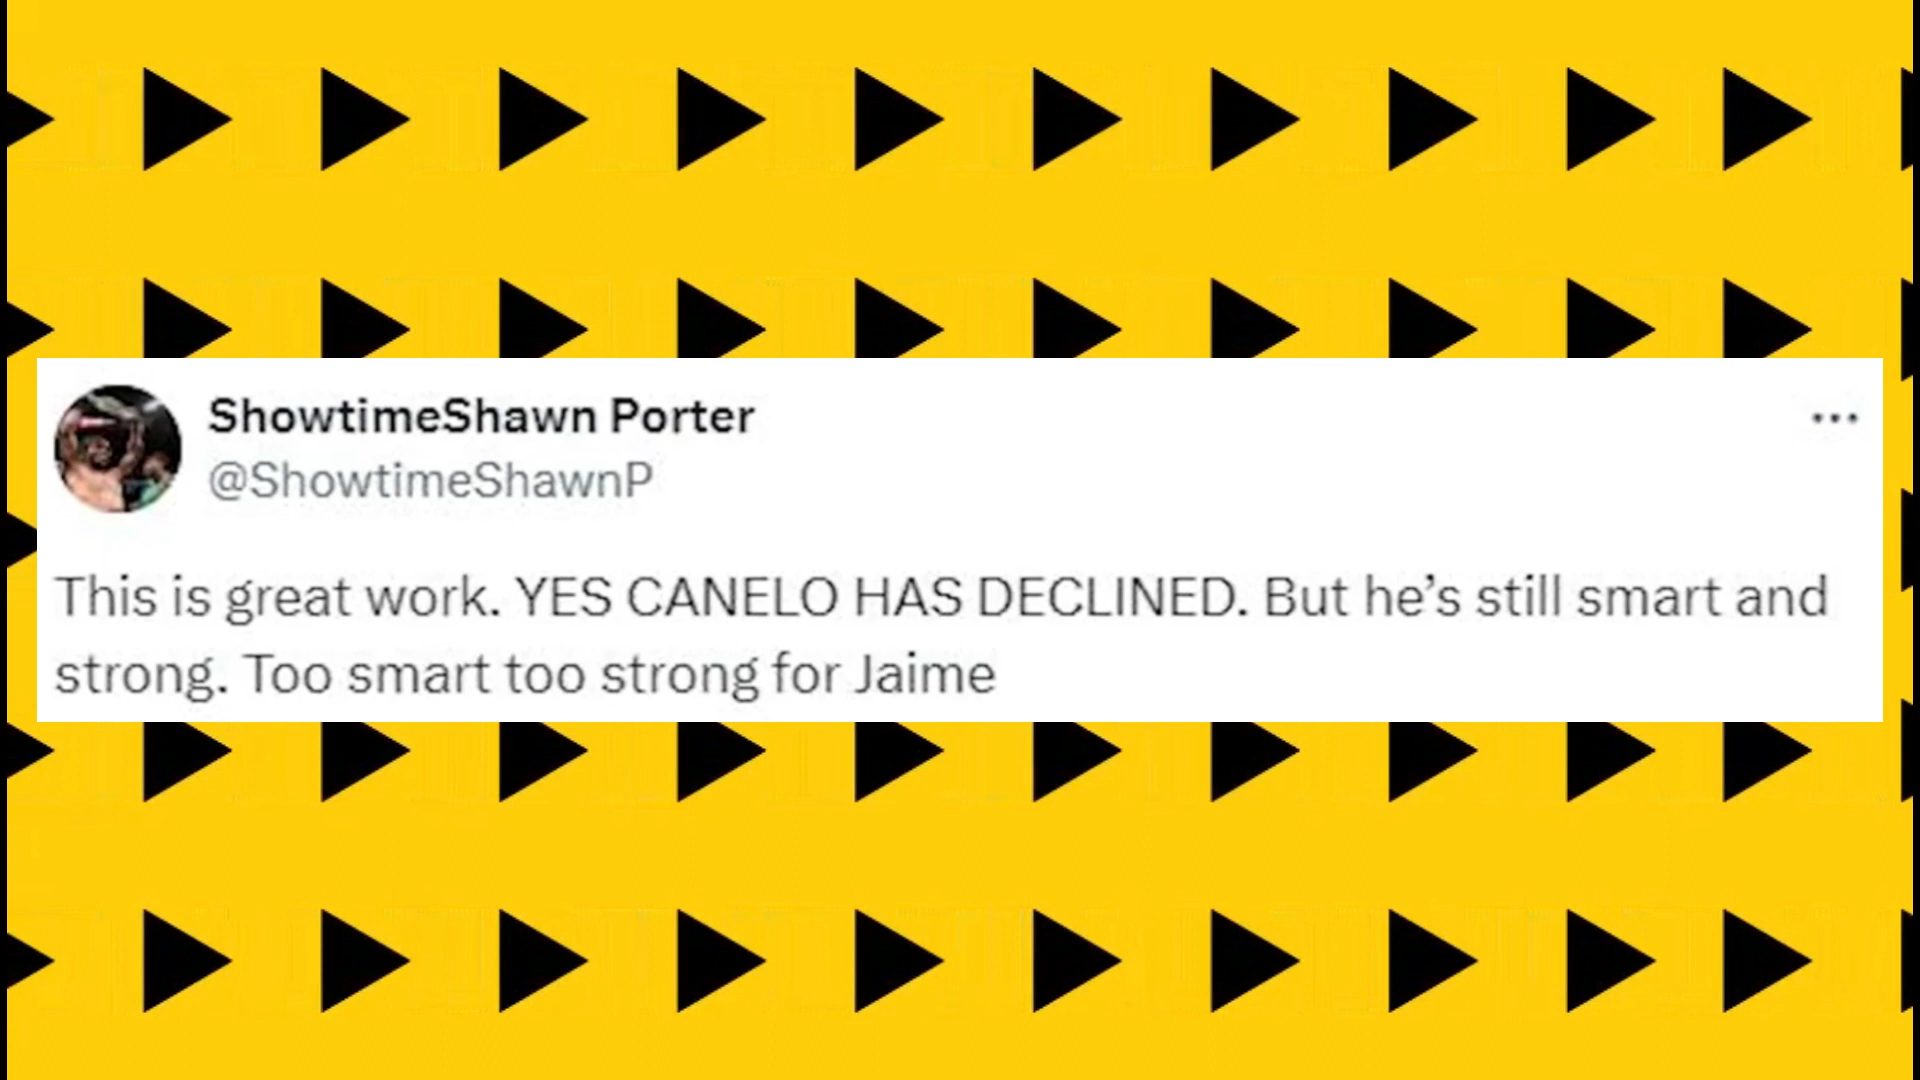 ShowtimeShawn Porter
@ShowtimeShawnP
This is great work. YES CANELO HAS DECLINED. But he’s still smart and
strong. Too smart too strong for Jaime